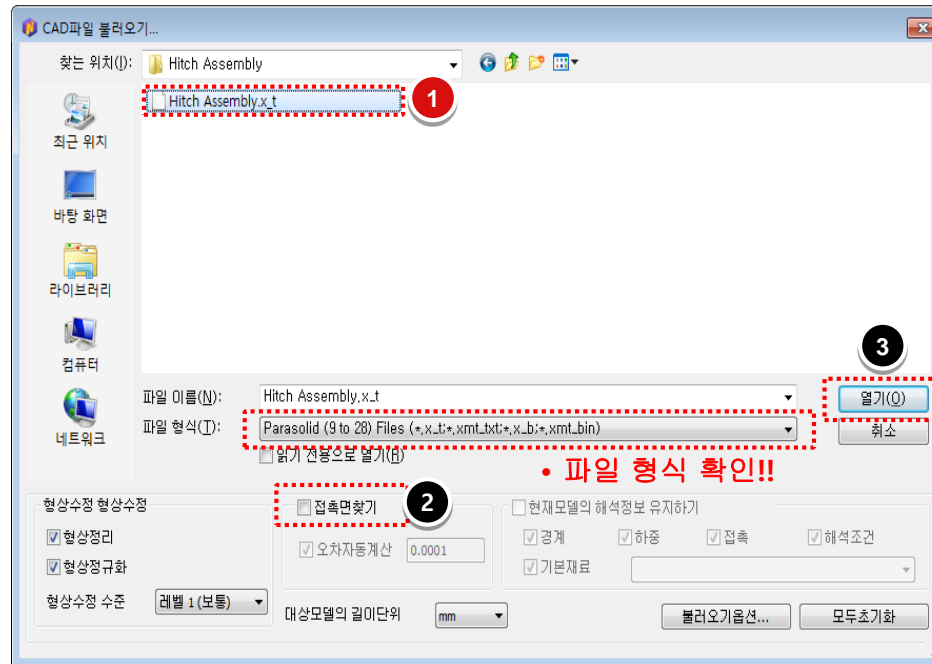 CAD파일 불러오기...
찾는 위치(I): Hitch Assembly
Hitch Assembly.x_t
1
최근 위치
바탕 화면
라이브러리
컴퓨터
네트워크
3
파일 이름(N): Hitch Assembly.x_t 열기(O)
파일 형식(T): Parasolid (9 to 28) Files (*.x_t;*.xmt_txt;*.x_b;*.xmt_bin) 취소
읽기 전용으로 열기(R)
• 파일 형식 확인!!
형상수정 형상수정 접촉면찾기 2 현재모델의 해석정보 유지하기
형상정리 오차자동계산 0.0001 경계 하중 접촉 해석조건
형상정규화 기본재료
형상수정 수준 레벨 1 (보통) 대상모델의 길이단위 mm 불러오기옵션... 모두초기화